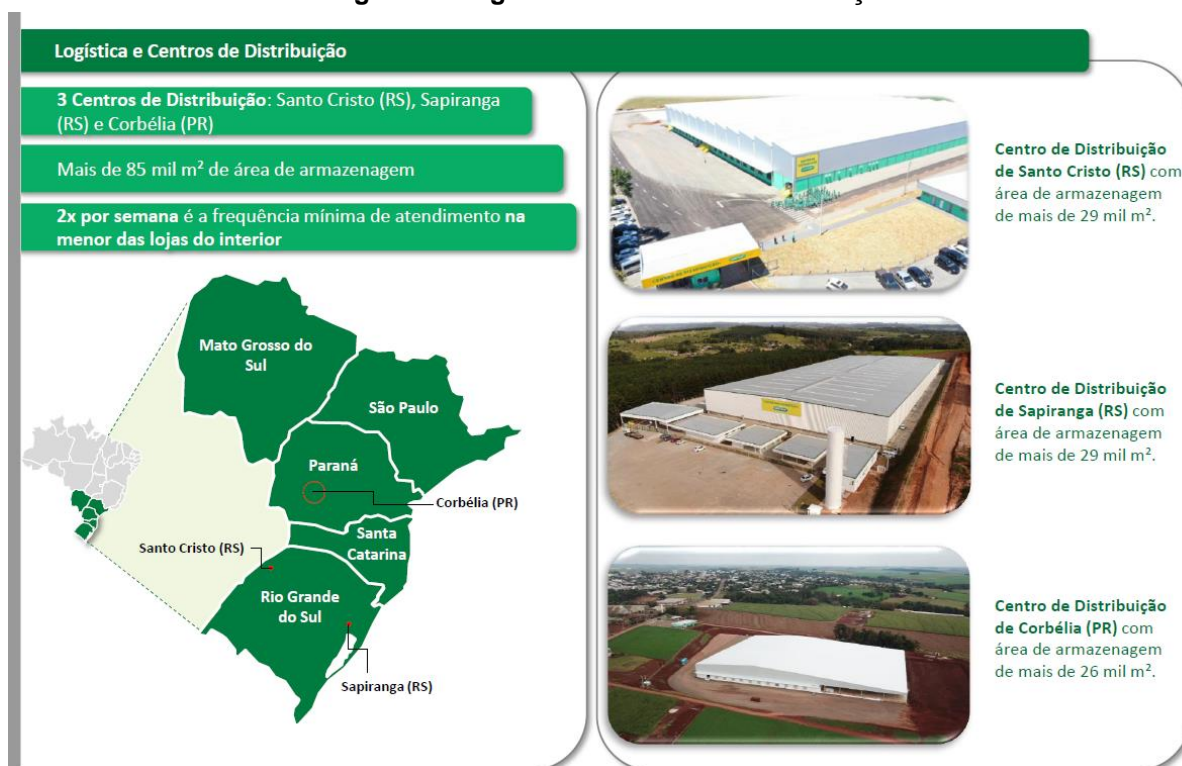 Logística e Centros de Distribuição
3 Centros de Distribuição: Santo Cristo (RS), Sapiranga
(RS) e Corbélia (PR)
Mais de 85 mil m² de área de armazenagem
2x por semana é a frequência mínima de atendimento na
menor das lojas do interior
Mato Grosso do
Sul
São Paulo
Paraná
Corbélia (PR)
Santa
Catarina
Santo Cristo (RS)
Rio Grande
do Sul
Sapiranga (RS)
Centro de Distribuição
de Santo Cristo (RS) com
área de armazenagem
de mais de 29 mil m².
Centro de Distribuição
de Sapiranga (RS) com
área de armazenagem
de mais de 29 mil m².
Centro de Distribuição
de Corbélia (PR) com
área de armazenagem
de mais de 26 mil m².